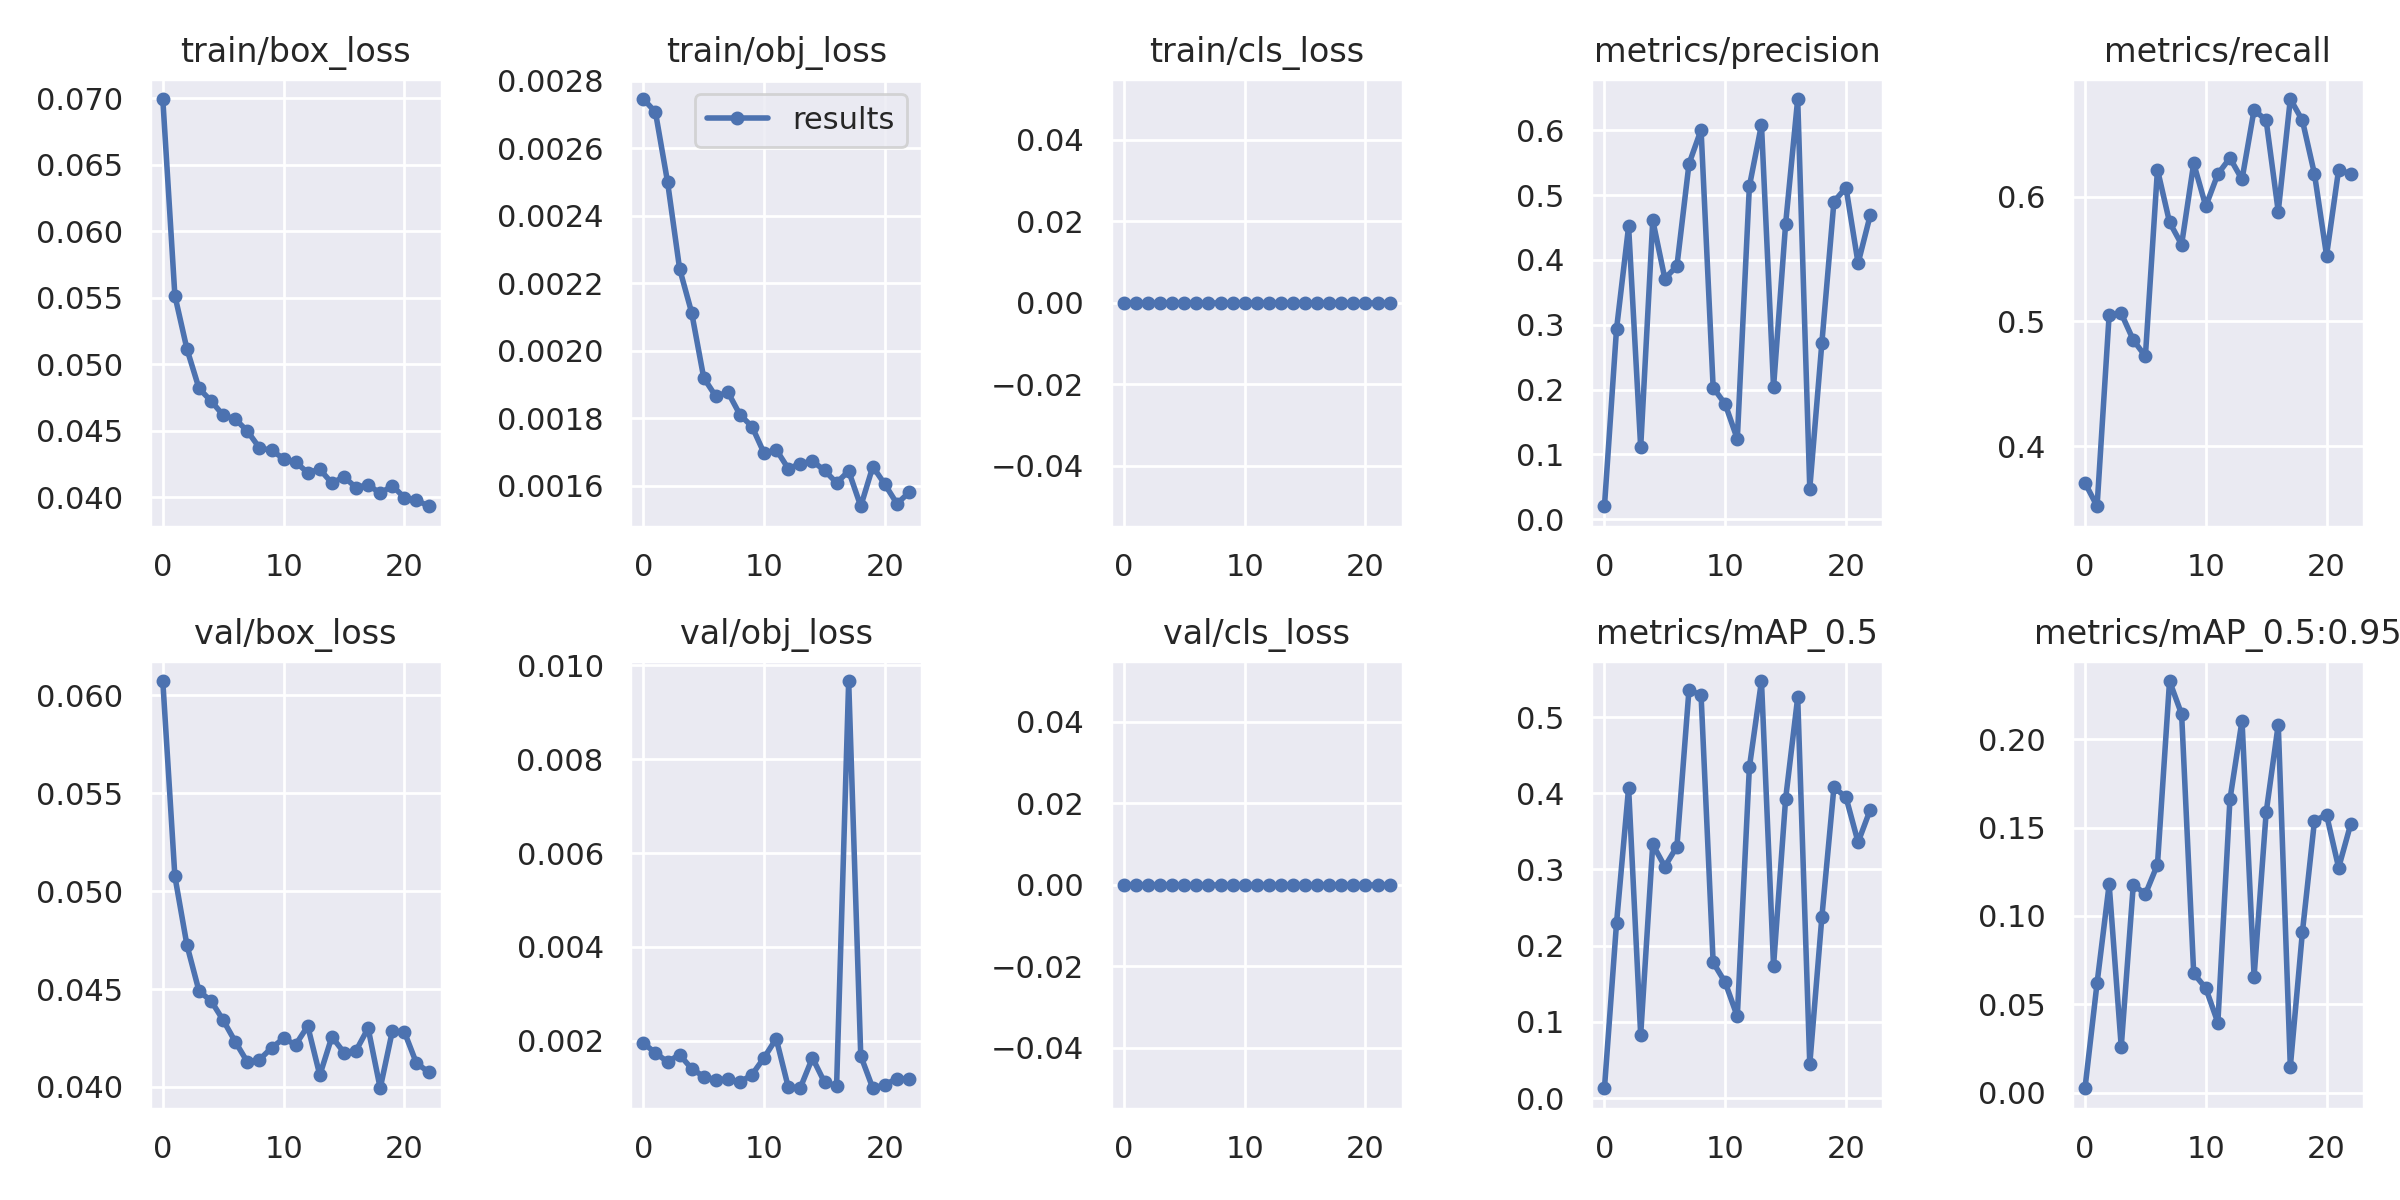 train/box_loss
0.070
0.065
0.060
0.055
0.050
0.045
0.040
0 10 20
train/obj_loss
results
0.0028
0.0026
0.0024
0.0022
0.0020
0.0018
0.0016
0 10 20
train/cls_loss
0.04
0.02
0.00
−0.02
−0.04
0 10 20
metrics/precision
0.6
0.5
0.4
0.3
0.2
0.1
0.0
0 10 20
metrics/recall
0.6
0.5
0.4
0 10 20
val/box_loss
0.060
0.055
0.050
0.045
0.040
0 10 20
val/obj_loss
0.010
0.008
0.006
0.004
0.002
0 10 20
val/cls_loss
0.04
0.02
0.00
−0.02
−0.04
0 10 20
metrics/mAP_0.5
0.5
0.4
0.3
0.2
0.1
0.0
0 10 20
metrics/mAP_0.5:0.95
0.20
0.15
0.10
0.05
0.00
0 10 20